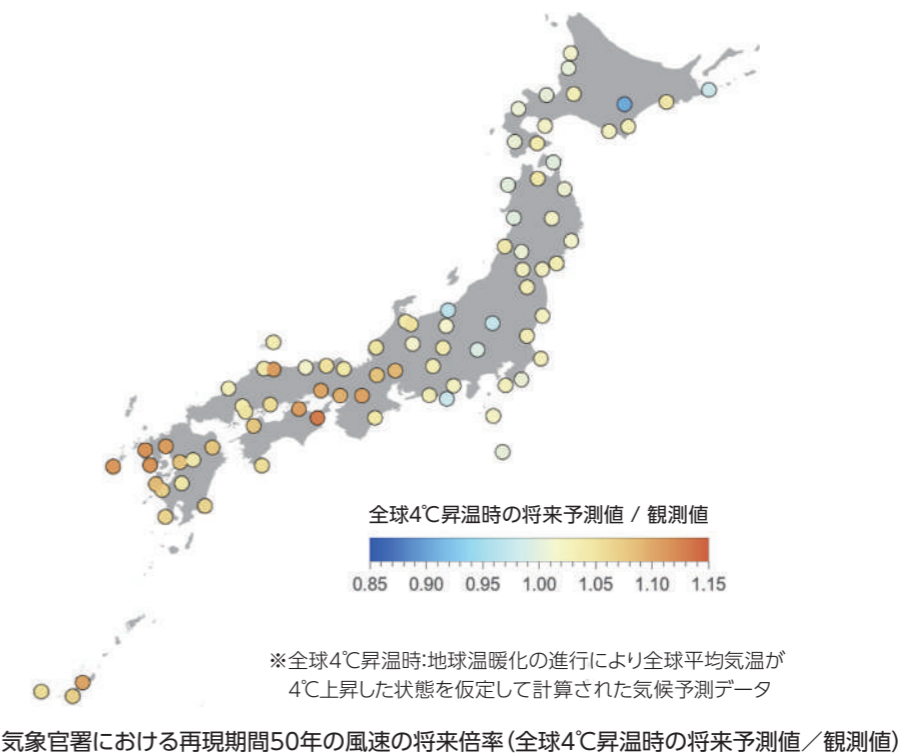 全球4℃昇温時の将来予測値 / 観測値
0.85 0.90 0.95 1.00 1.05 1.10 1.15
※全球4℃昇温時:地球温暖化の進行により全球平均気温が
4℃上昇した状態を仮定して計算された気候予測データ
気象官署における再現期間50年の風速の将来倍率(全球4℃昇温時の将来予測値／観測値)